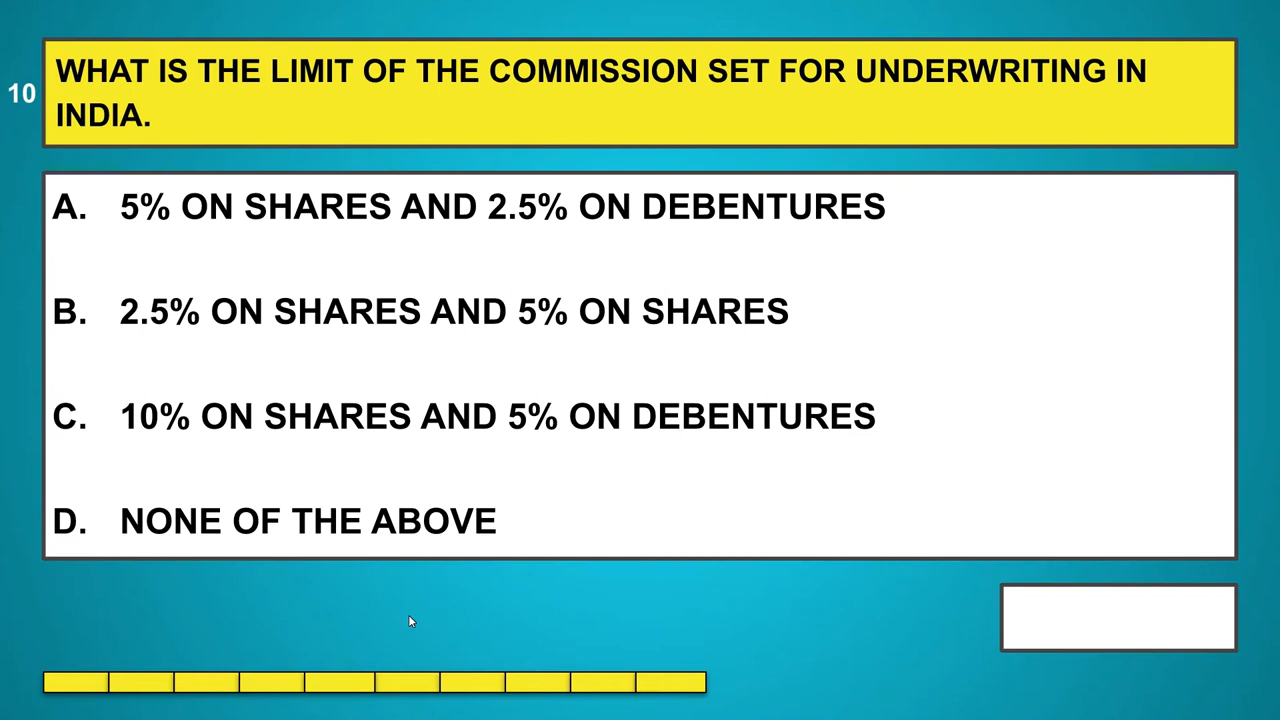 10
WHAT IS THE LIMIT OF THE COMMISSION SET FOR UNDERWRITING IN
INDIA.
A. 5% ON SHARES AND 2.5% ON DEBENTURES
B. 2.5% ON SHARES AND 5% ON SHARES
C. 10% ON SHARES AND 5% ON DEBENTURES
D. NONE OF THE ABOVE